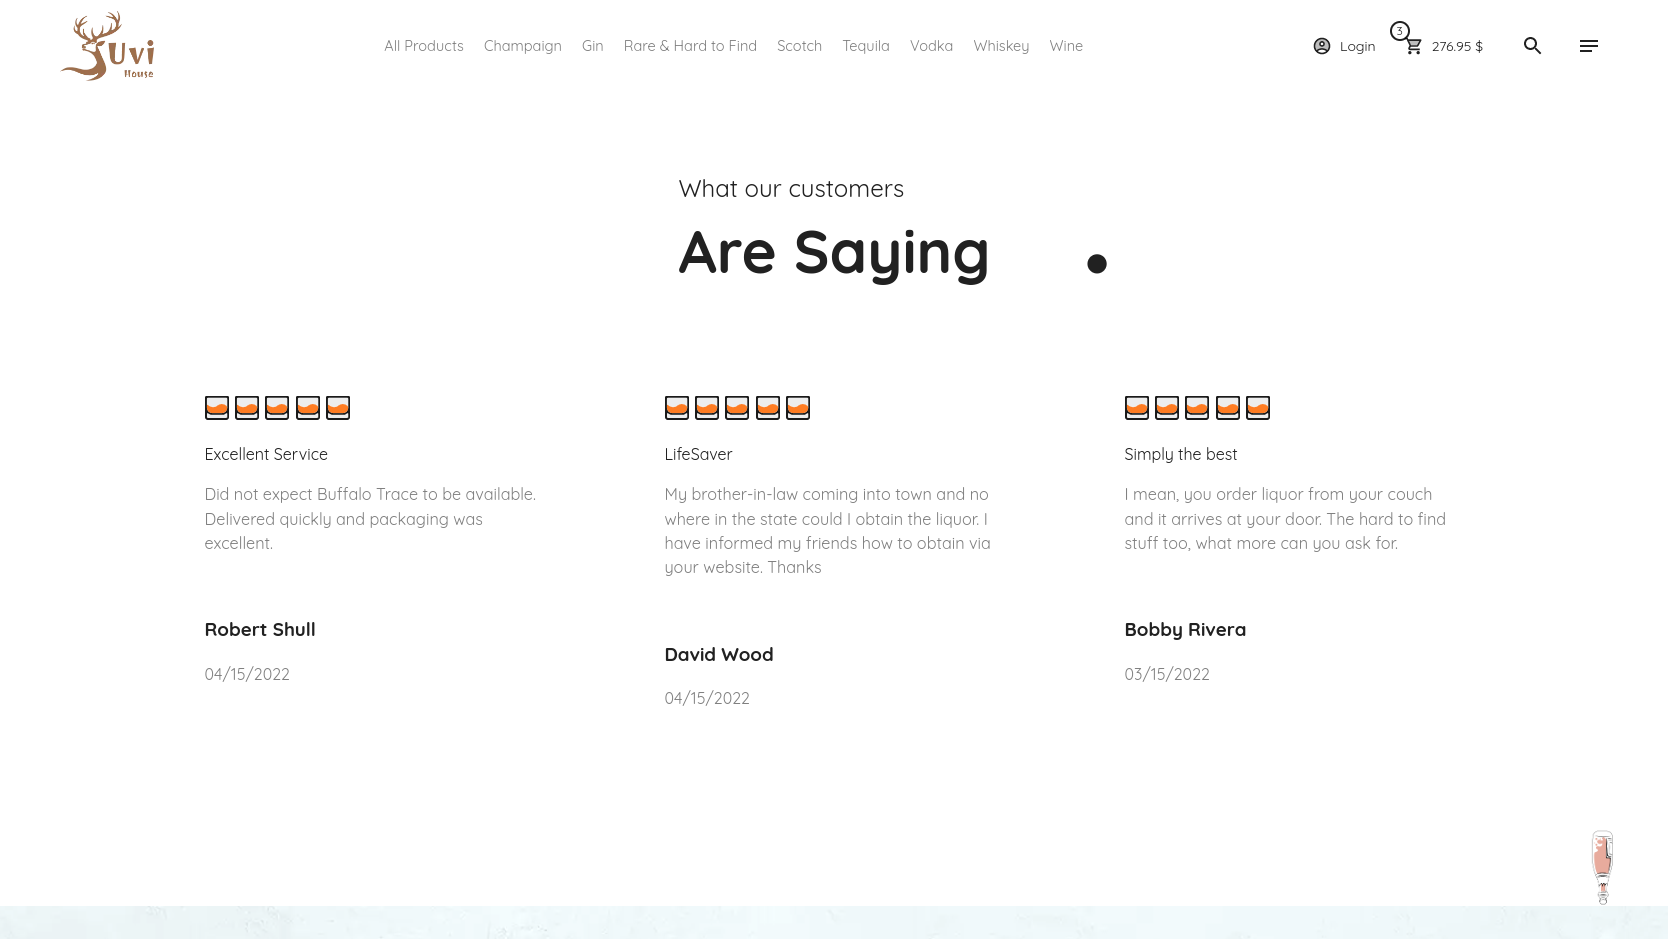 Uvi
House
All Products
Champaign
Gin
Rare & Hard to Find
Scotch
Tequila
Vodka
Whiskey
Wine
Login
3
276.95 $
What our customers
Are Saying .
Excellent Service
Did not expect Buffalo Trace to be available.
Delivered quickly and packaging was
excellent.
Robert Shull
04/15/2022
LifeSaver
My brother-in-law coming into town and no
where in the state could I obtain the liquor. I
have informed my friends how to obtain via
your website. Thanks
David Wood
04/15/2022
Simply the best
I mean, you order liquor from your couch
and it arrives at your door. The hard to find
stuff too, what more can you ask for.
Bobby Rivera
03/15/2022